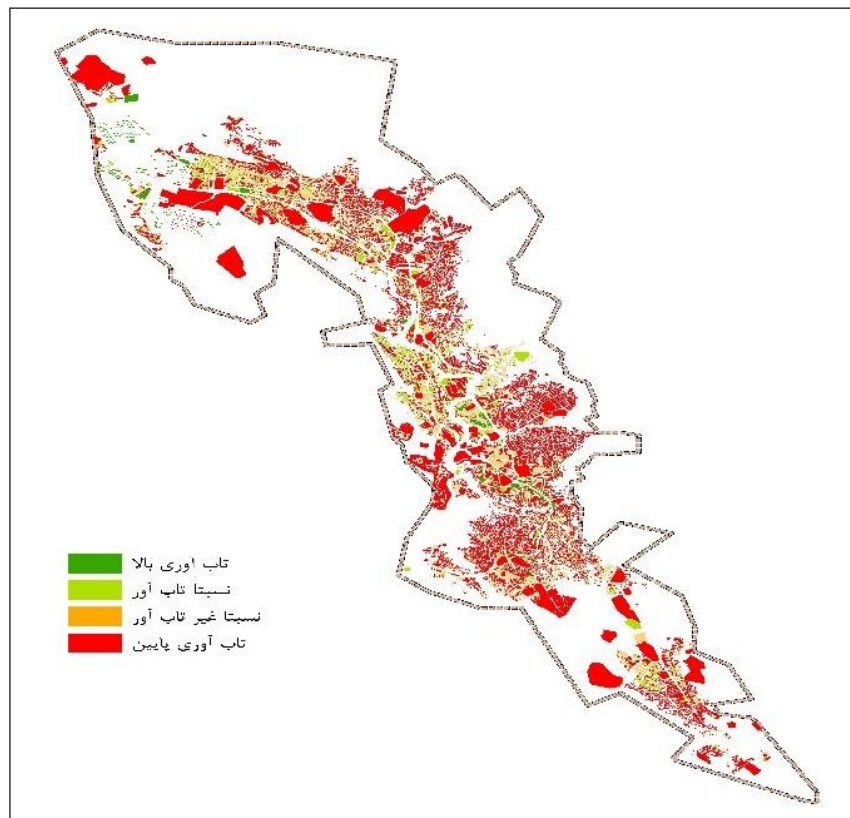 تاب اوری بالا
نسبتا تاب آور
نسبتا غیر تاب آور
تاب آوری پایین